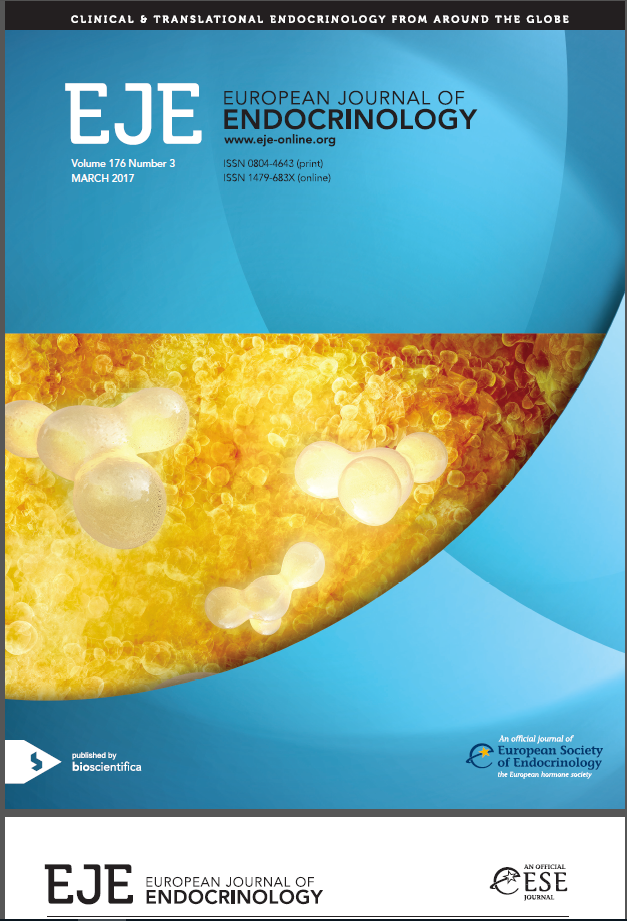 CLINICAL & TRANSLATIONAL ENDOCRINOLOGY FROM AROUND THE GLOBE
EJE
EUROPEAN JOURNAL OF
ENDOCRINOLOGY
www.eje-online.org
Volume 176 Number 3
MARCH 2017
ISSN 0804-4643 (print)
ISSN 1479-683X (online)
published by
bioscientifica
An official journal of
European Society
of Endocrinology
the European hormone society
EJE
EUROPEAN JOURNAL OF
ENDOCRINOLOGY
AN OFFICIAL
ESE
JOURNAL